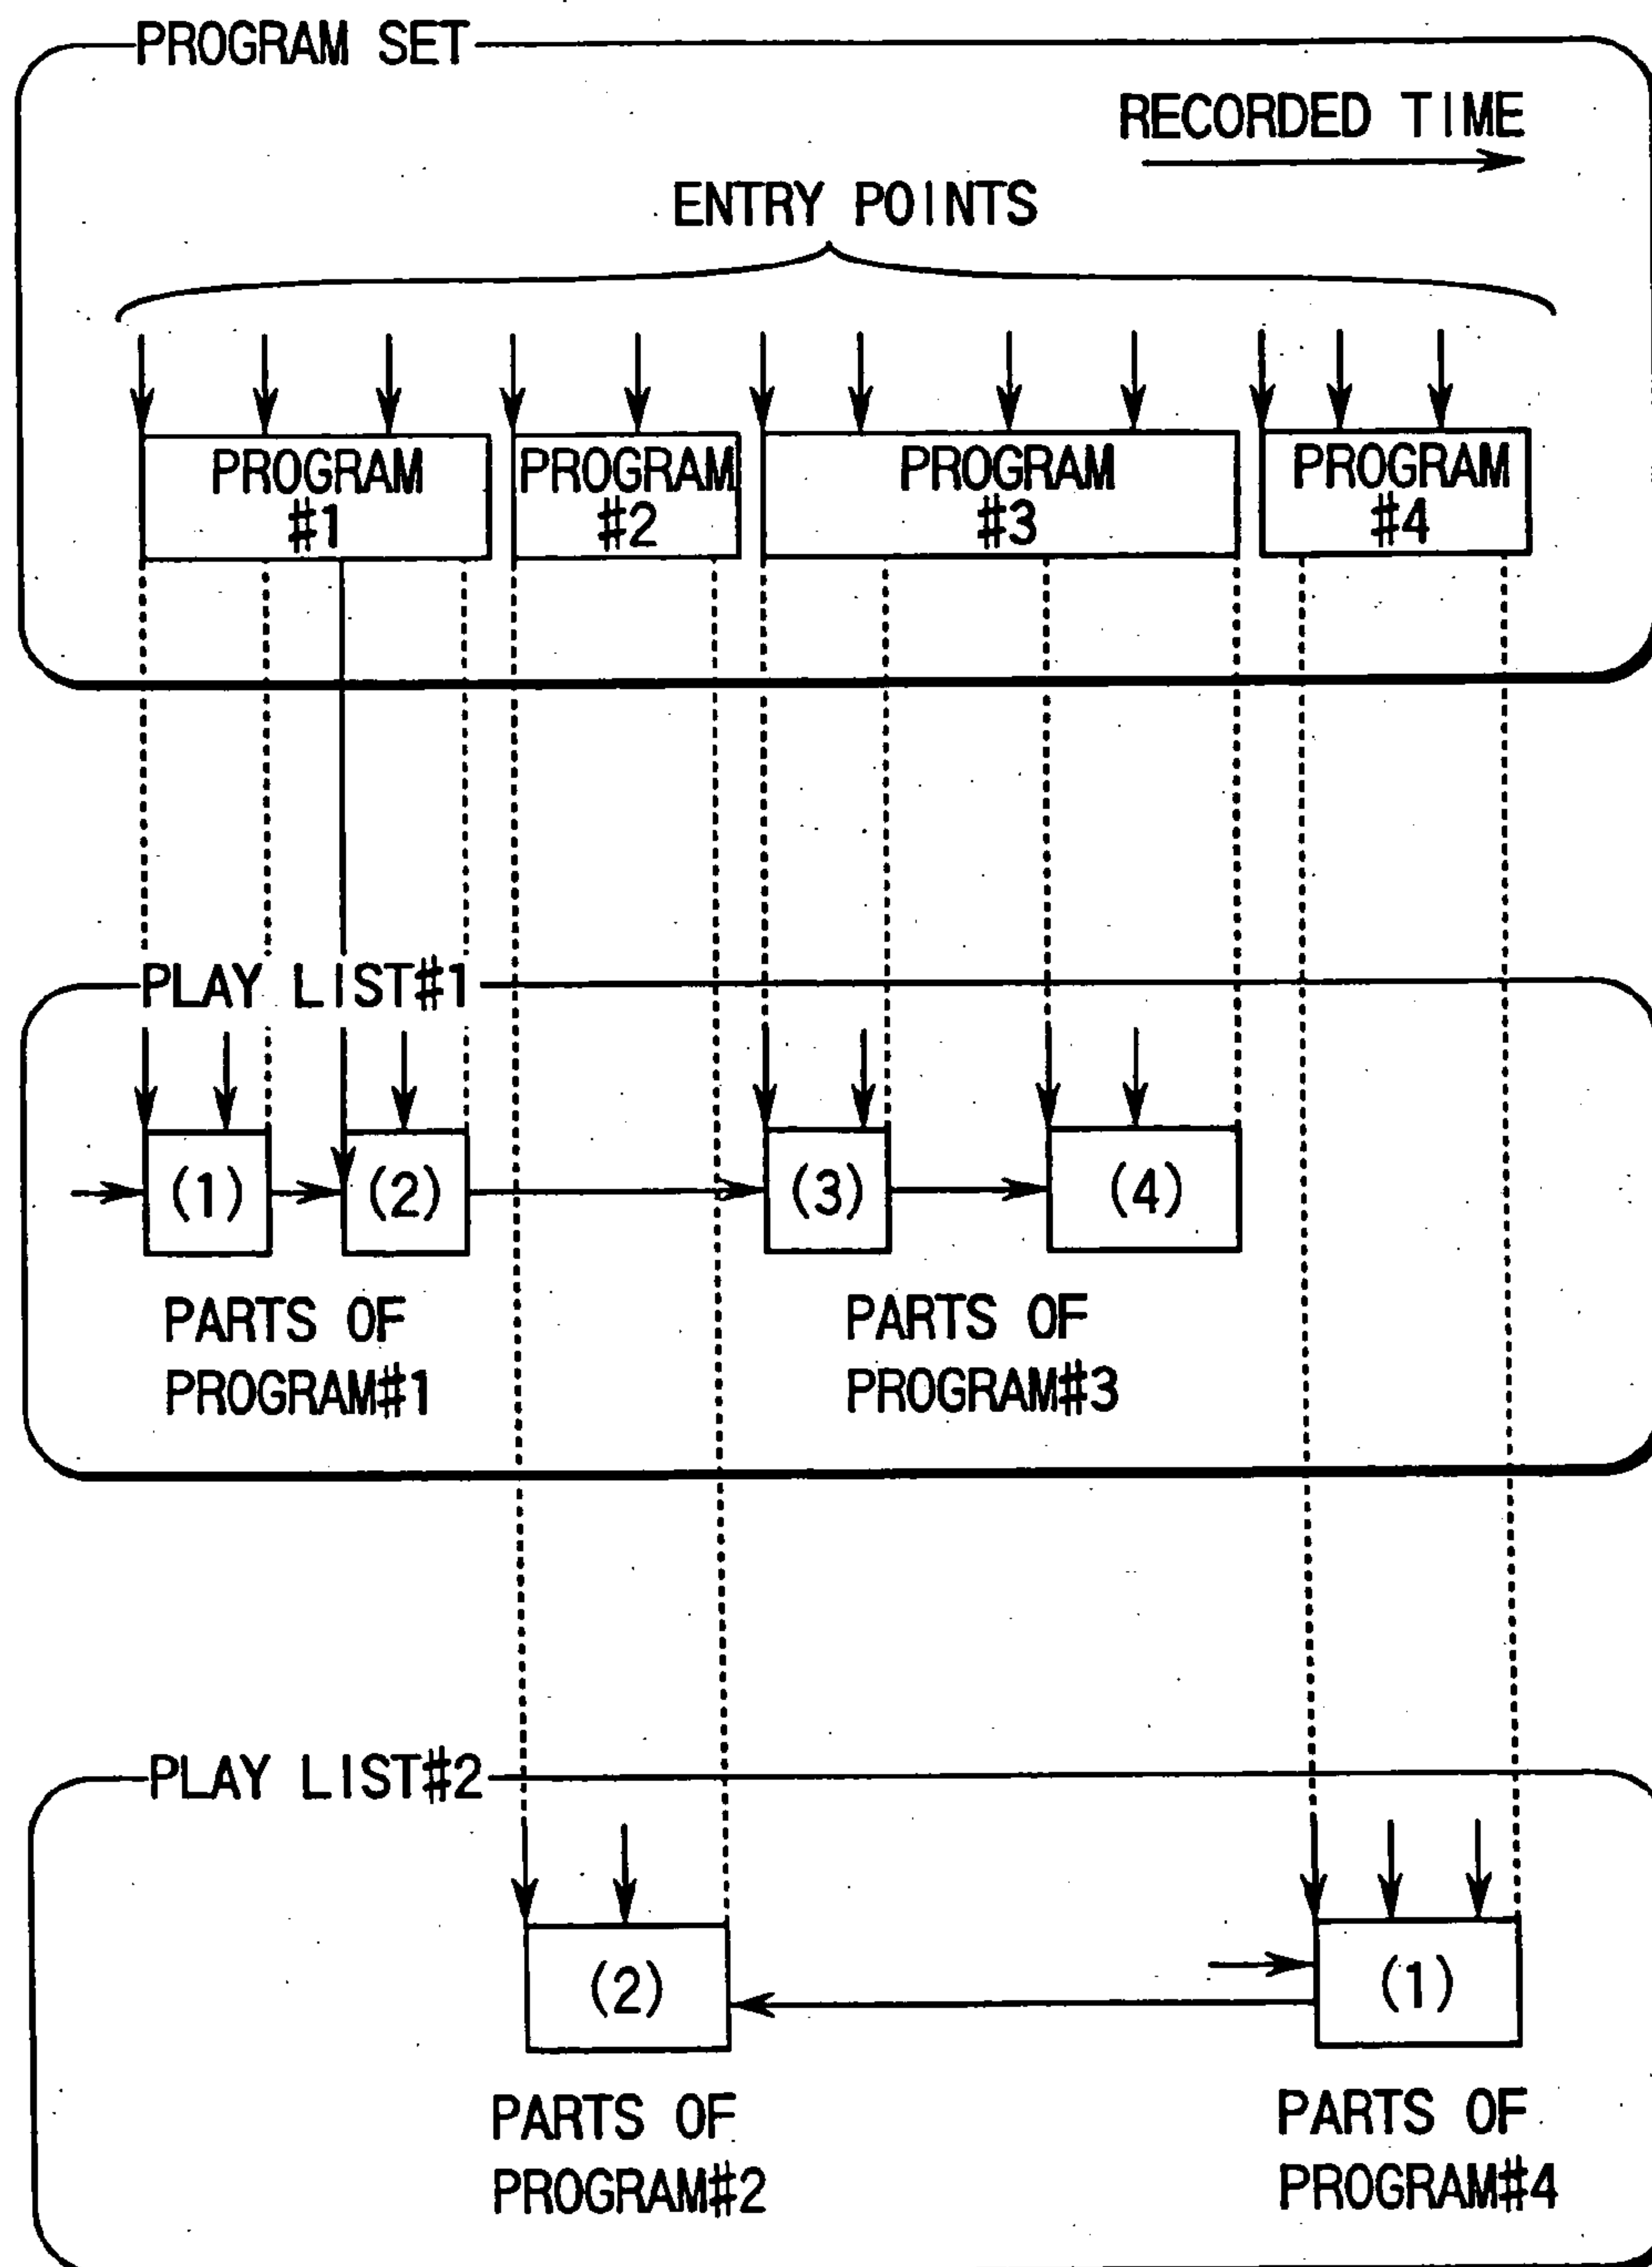 PROGRAM SET
RECORDED TIME
ENTRY POINTS
PROGRAM
#1
PROGRAM
#2
PROGRAM
#3
PROGRAM
#4
PLAY LIST#1
(1)
(2)
(3)
(4)
PARTS OF
PROGRAM#1
PARTS OF
PROGRAM#3
PLAY LIST#2
(2)
(1)
PARTS OF
PROGRAM#2
PARTS OF
PROGRAM#4